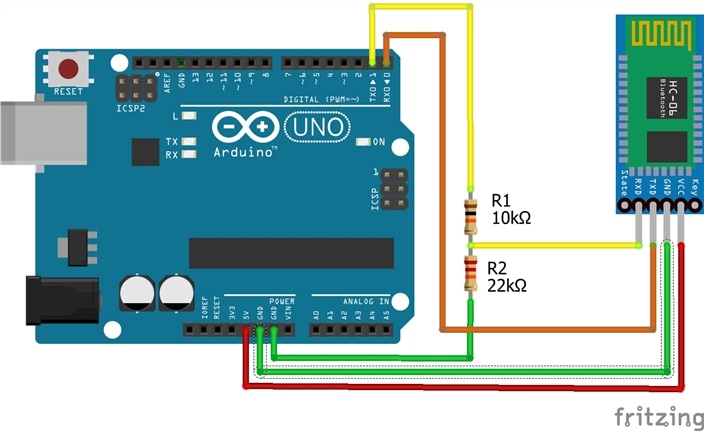 RESET
ICSP2
L
TX
RX
AREF
GND
13
12
~11
~10
~9
8
7
~6
~5
4
~3
2
TXD▶1
RXD◀0
DIGITAL (PWM=~)
UNO
Arduino™
ON
1
ICSP
IOREF
RESET
3V3
5V
GND
GND
VIN
POWER
ANALOG IN
A0
A1
A2
A3
A4
A5
R1
10kΩ
R2
22kΩ
HC-06
Bluetooth
State
RXD
TXD
GND
VCC
Key
fritzing